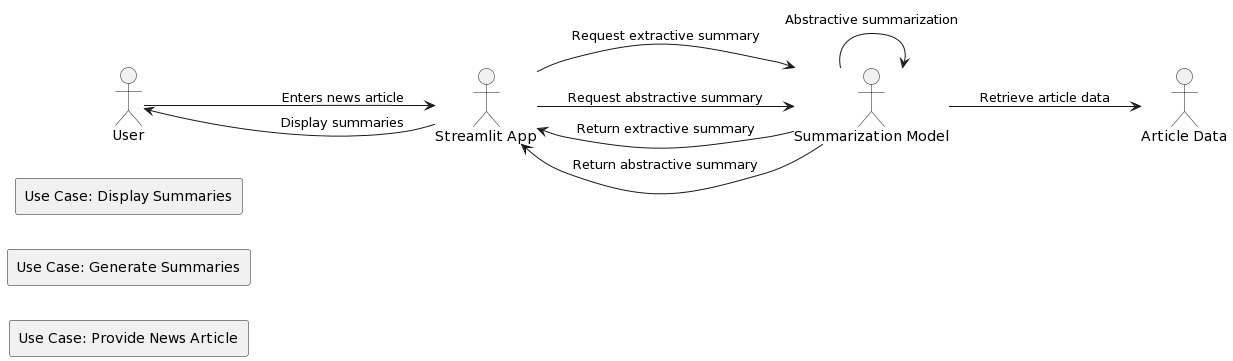 Abstractive summarization
Request extractive summary
Enters news article
Request abstractive summary
Retrieve article data
Display summaries
Return extractive summary
User
Streamlit App
Summarization Model
Article Data
Return abstractive summary
Use Case: Display Summaries
Use Case: Generate Summaries
Use Case: Provide News Article